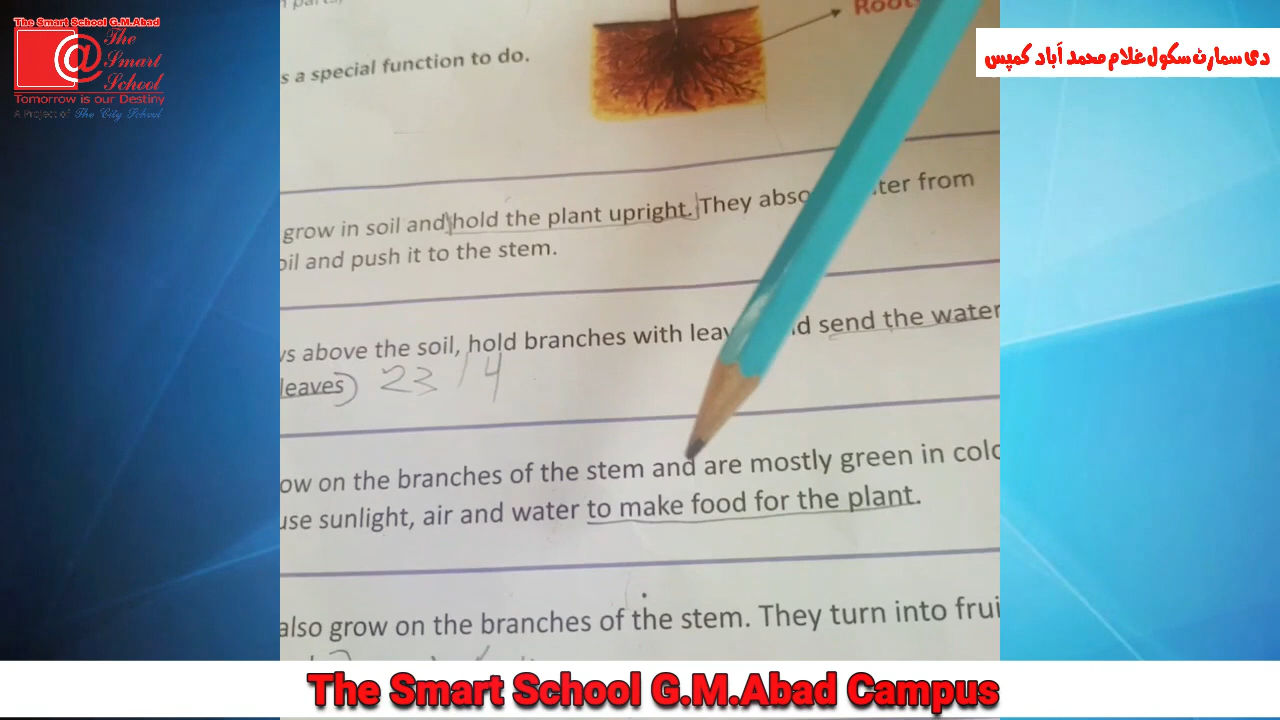 The Smart School G.M.Abad
The
Smart
School
Tomorrow is our Destiny
A Project of The City School
دی سمارٹ سکول غلام محمد آباد کمپس
Root
s a special function to do.
grow in soil and hold the plant upright. They abso ter from
oil and push it to the stem.
ws above the soil, hold branches with leav d send the water
leaves) 23/4
ow on the branches of the stem and are mostly green in colo
use sunlight, air and water to make food for the plant.
also grow on the branches of the stem. They turn into frui
The Smart School G.M.Abad Campus